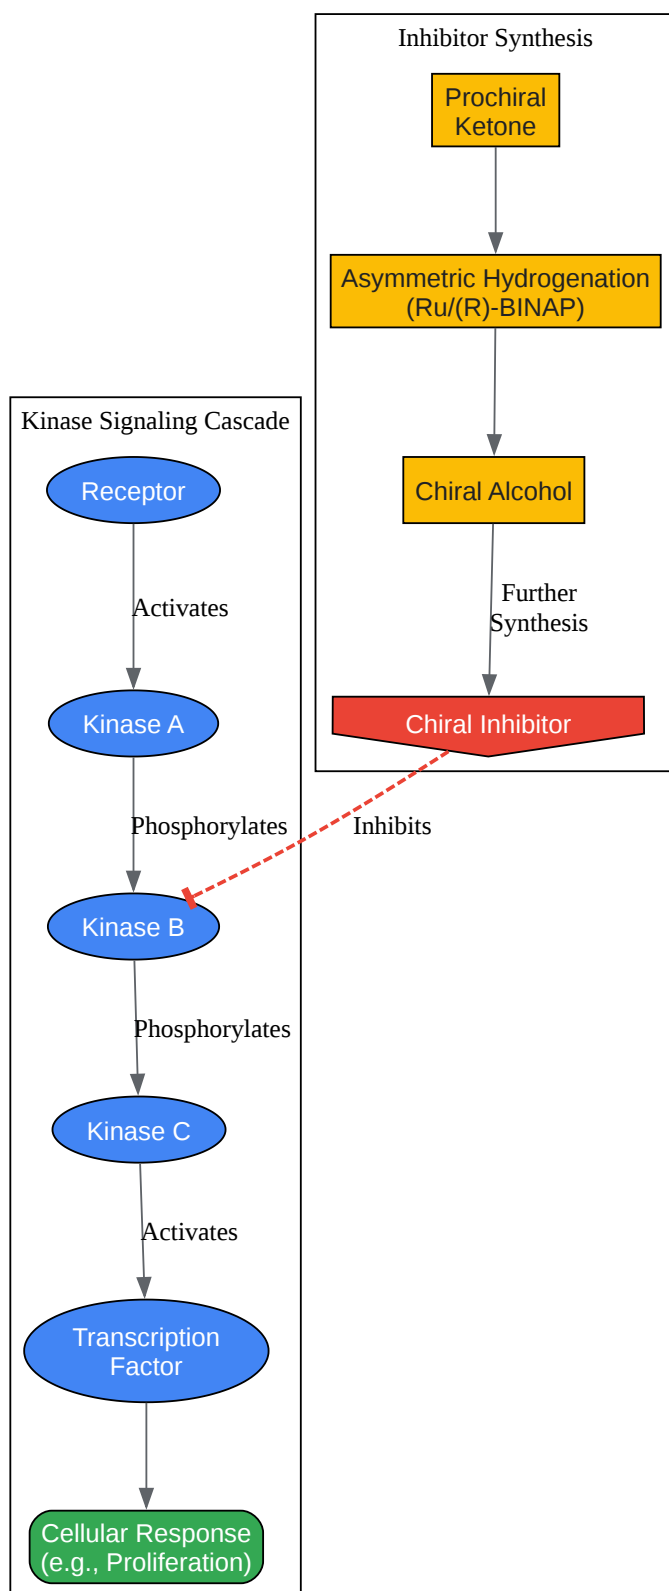 Inhibitor Synthesis
Prochiral
Ketone
Asymmetric Hydrogenation
(Ru/(R)-BINAP)
Chiral Alcohol
Further
Synthesis
Chiral Inhibitor
Kinase Signaling Cascade
Receptor
Activates
Kinase A
Phosphorylates
Inhibits
Kinase B
Phosphorylates
Kinase C
Activates
Transcription
Factor
Cellular Response
(e.g., Proliferation)